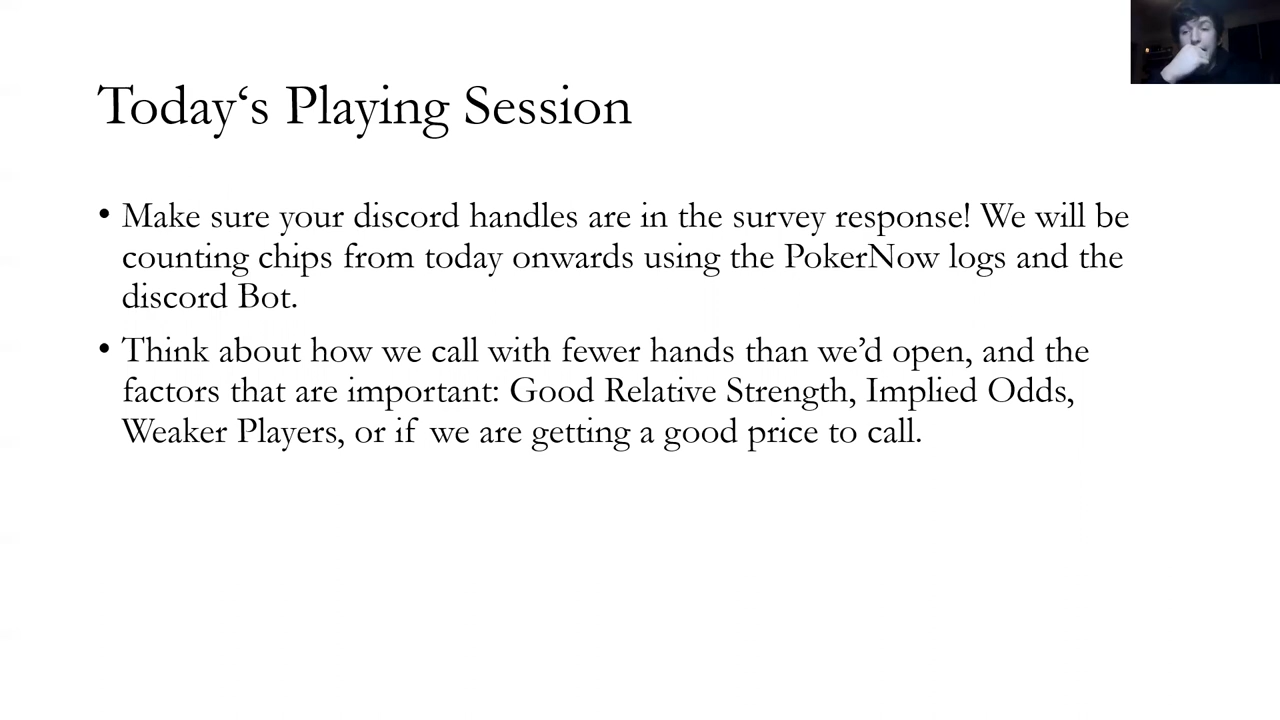 Today‘s Playing Session
• Make sure your discord handles are in the survey response! We will be
counting chips from today onwards using the PokerNow logs and the
discord Bot.
• Think about how we call with fewer hands than we’d open, and the
factors that are important: Good Relative Strength, Implied Odds,
Weaker Players, or if we are getting a good price to call.